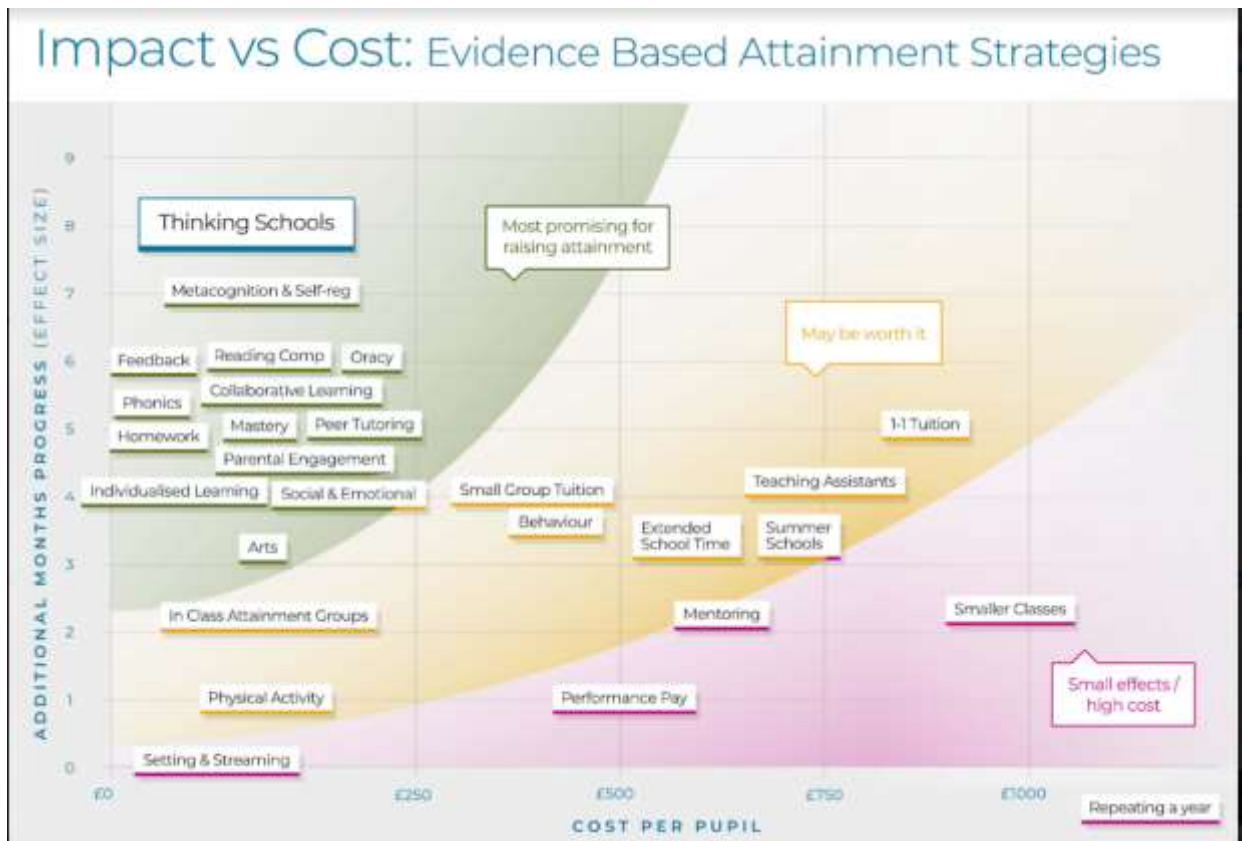 Impact vs Cost: Evidence Based Attainment Strategies
ADDITIONAL MONTHS PROGRESS (EFFECT SIZE)
9
8
7
6
5
4
3
2
1
0
Thinking Schools
Most promising for
raising attainment
Metacognition & Self-reg
May be worth it
Feedback
Reading Comp
Oracy
Collaborative Learning
Phonics
Homework
Mastery
Peer Tutoring
1-1 Tuition
Parental Engagement
Individualised Learning
Social & Emotional
Small Group Tuition
Teaching Assistants
Behaviour
Extended
School Time
Summer
Schools
Arts
In Class Attainment Groups
Mentoring
Smaller Classes
Physical Activity
Performance Pay
Small effects /
high cost
Setting & Streaming
£0
£250
£500
£750
£1000
Repeating a year
COST PER PUPIL